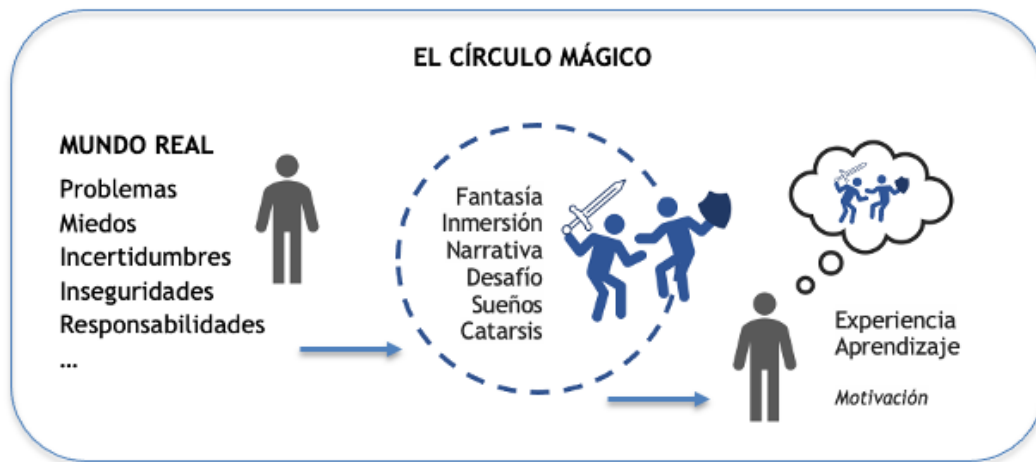 EL CÍRCULO MÁGICO
MUNDO REAL
Problemas
Miedos
Incertidumbres
Inseguridades
Responsabilidades
...
Fantasía
Inmersión
Narrativa
Desafío
Sueños
Catarsis
Experiencia
Aprendizaje
Motivación